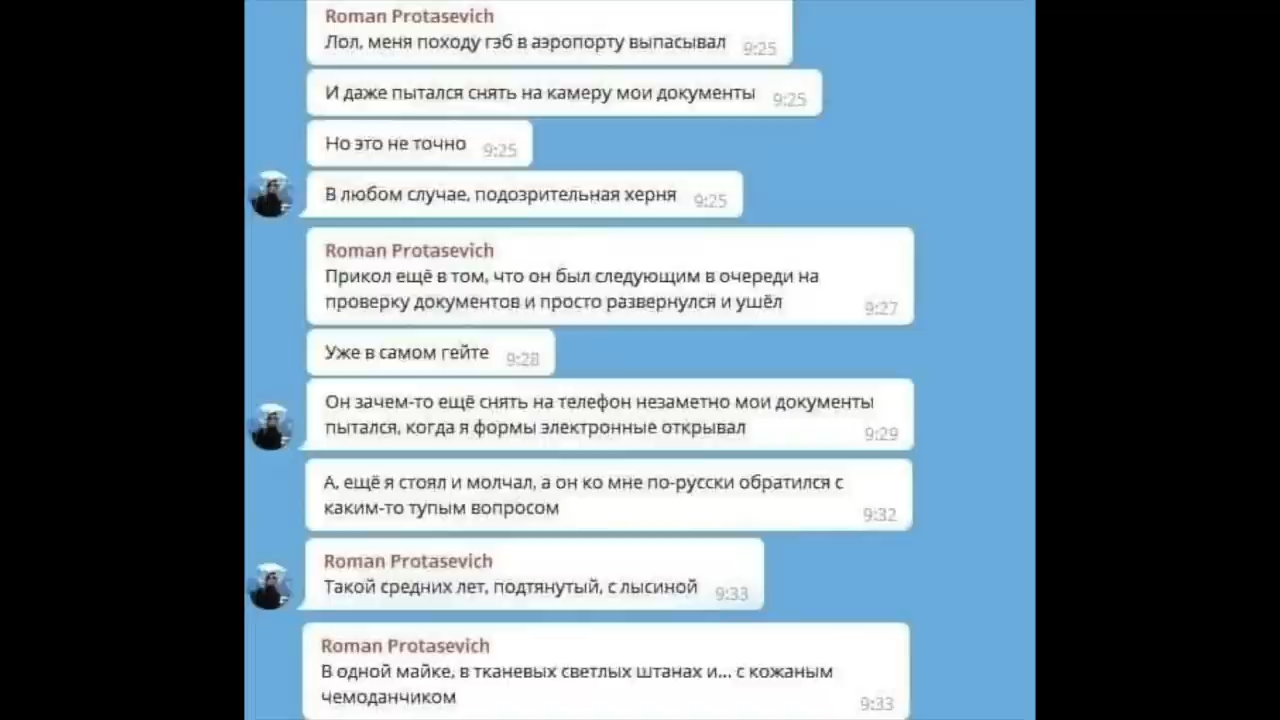 Roman Protasevich
Лол, меня походу гэб в аэропорту выпасывал 9:25
И даже пытался снять на камеру мои документы 9:25
Но это не точно 9:25
В любом случае, подозрительная херня 9:25
Roman Protasevich
Прикол ещё в том, что он был следующим в очереди на
проверку документов и просто развернулся и ушёл 9:27
Уже в самом гейте 9:28
Он зачем-то ещё снять на телефон незаметно мои документы
пытался, когда я формы электронные открывал 9:29
А, ещё я стоял и молчал, а он ко мне по-русски обратился с
каким-то тупым вопросом 9:32
Roman Protasevich
Такой средних лет, подтянутый, с лысиной 9:33
Roman Protasevich
В одной майке, в тканевых светлых штанах и... с кожаным
чемоданчиком 9:33